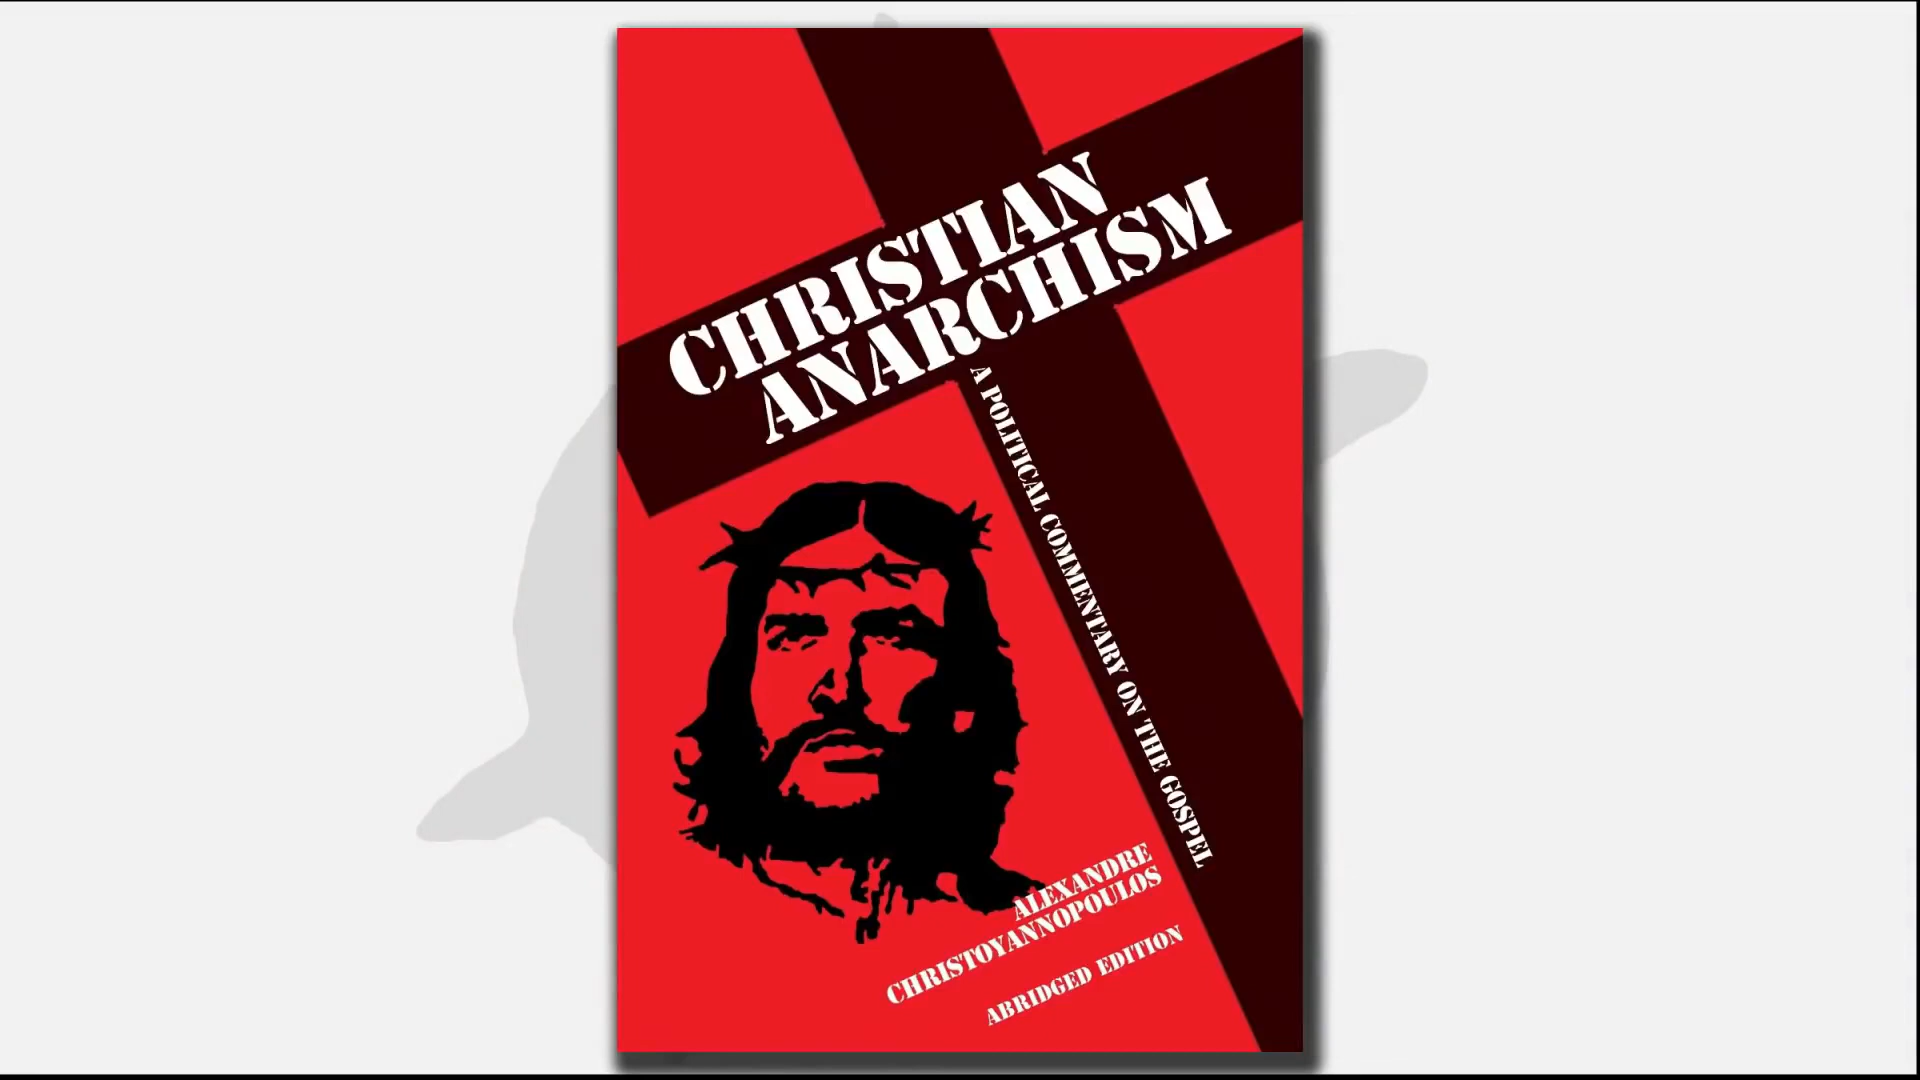 CHRISTIAN
ANARCHISM
A POLITICAL COMMENTARY ON THE GOSPEL
ALEXANDRE
CHRISTOYANNOPOULOS
ABRIDGED EDITION